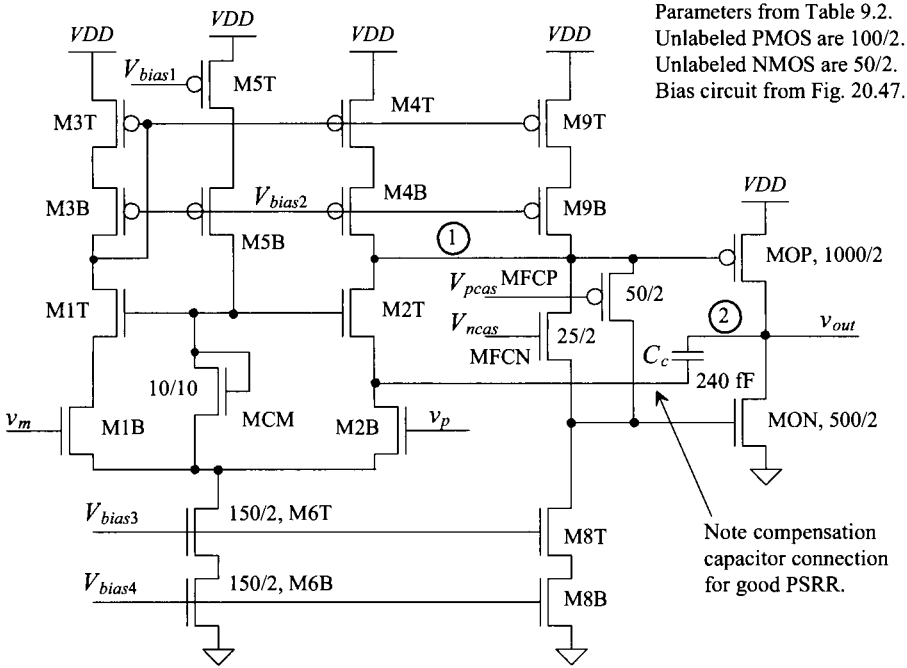 Parameters from Table 9.2.
Unlabeled PMOS are 100/2.
Unlabeled NMOS are 50/2.
Bias circuit from Fig. 20.47.
VDD
VDD
VDD
VDD
Vbias1
M5T
M3T
M4T
M9T
M3B
Vbias2
M4B
M9B
M5B
VDD
1
MOP, 1000/2
Vpcas
MFCP
50/2
M1T
M2T
2
vout
Vncas
25/2
MFCN
Cc
240 fF
10/10
MCM
vm
M1B
M2B
vp
MON, 500/2
Vbias3
150/2, M6T
M8T
Vbias4
150/2, M6B
M8B
Note compensation
capacitor connection
for good PSRR.